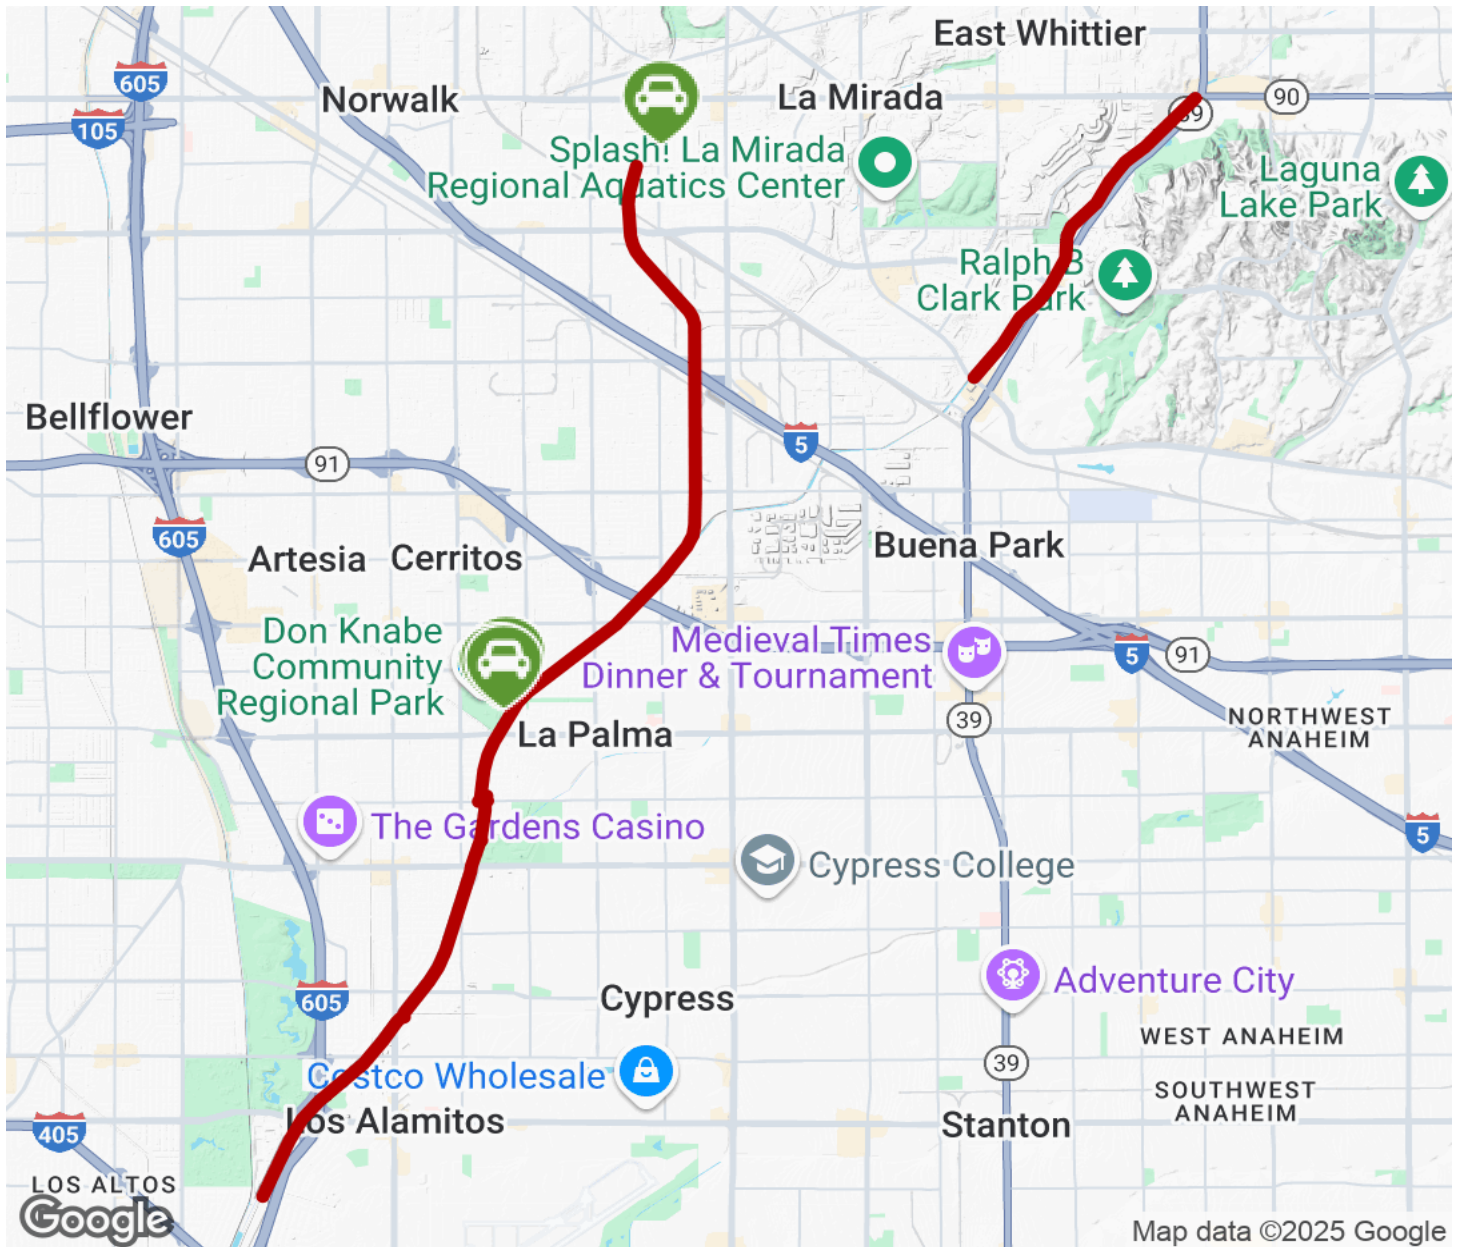 East Whittier
605
Norwalk
La Mirada
90
105
39
Splash! La Mirada
Regional Aquatics Center
Laguna
Lake Park
Ralph B
Clark Park
Bellflower
5
91
605
Artesia
Cerritos
Buena Park
Don Knabe
Community
Regional Park
Medieval Times
Dinner & Tournament
5
91
39
NORTHWEST
ANAHEIM
La Palma
The Gardens Casino
5
Cypress College
605
Cypress
Adventure City
WEST ANAHEIM
Costco Wholesale
39
SOUTHWEST
ANAHEIM
Los Alamitos
Stanton
405
LOS ALTOS
Google
Map data ©2025 Google